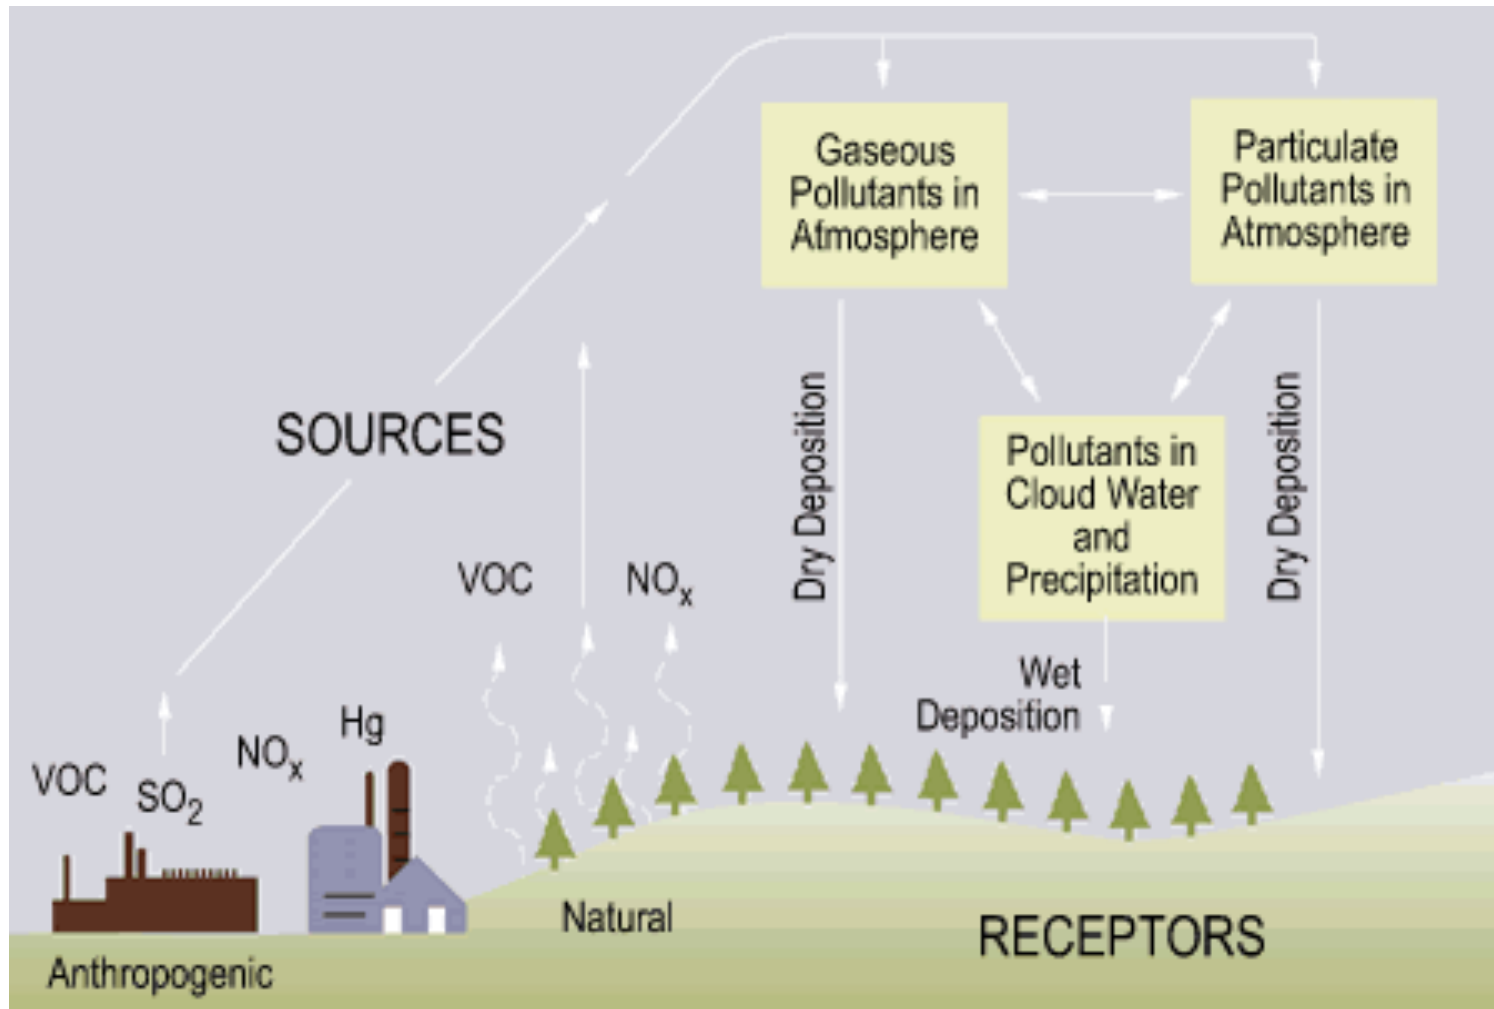 Gaseous
Pollutants in
Atmosphere
Particulate
Pollutants in
Atmosphere
SOURCES
Dry Deposition
Pollutants in
Cloud Water
and
Precipitation
Dry Deposition
VOC
NOx
Wet
Deposition
Hg
NOx
VOC
SO2
Natural
RECEPTORS
Anthropogenic